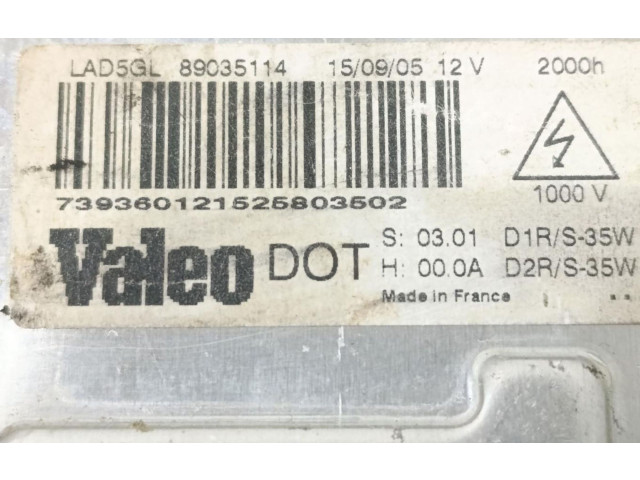 LAD5GL 89035114 15/09/05 12 V 2000h
739360121525803502
1000 V
Valeo DOT
S: 03.01 D1R/S-35W
H: 00.0A D2R/S-35W
Made in France